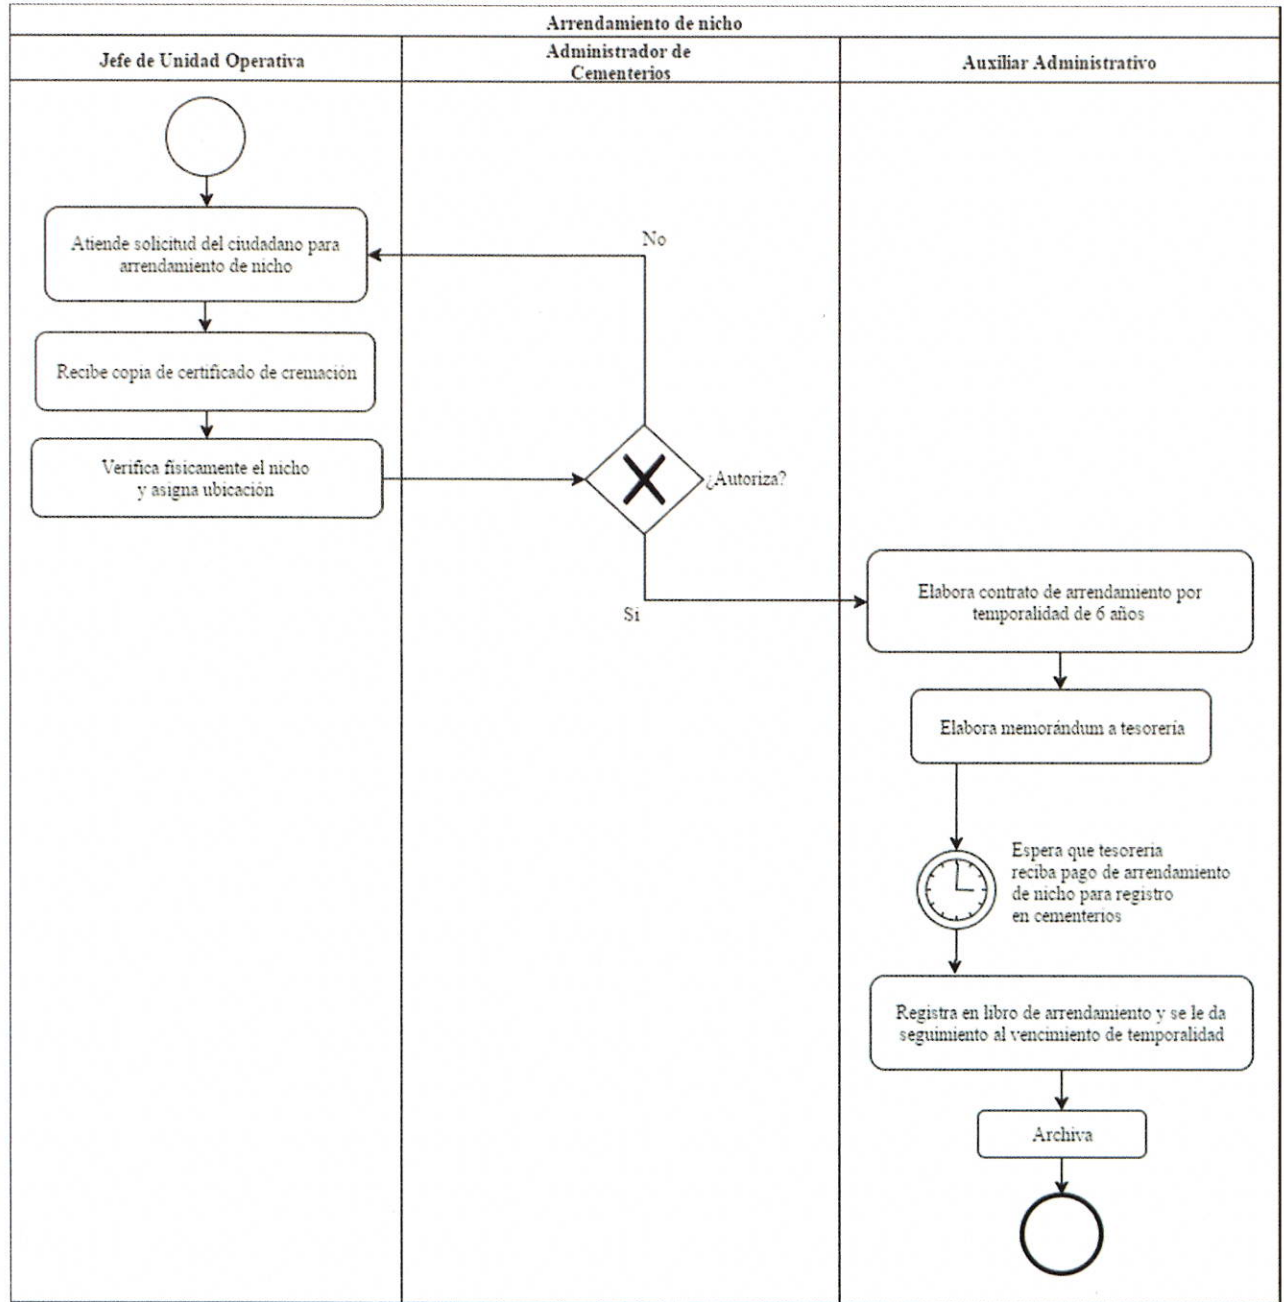 Arrendamiento de nicho
Jefe de Unidad Operativa
Administrador de
Cementerios
Auxiliar Administrativo
Atiende solicitud del ciudadano para
arrendamiento de nicho
No
Recibe copia de certificado de cremación
Verifica físicamente el nicho
y asigna ubicación
¿Autoriza?
Si
Elabora contrato de arrendamiento por
temporalidad de 6 años
Elabora memorándum a tesorería
Espera que tesorería
reciba pago de arrendamiento
de nicho para registro
en cementerios
Registra en libro de arrendamiento y se le da
seguimiento al vencimiento de temporalidad
Archiva